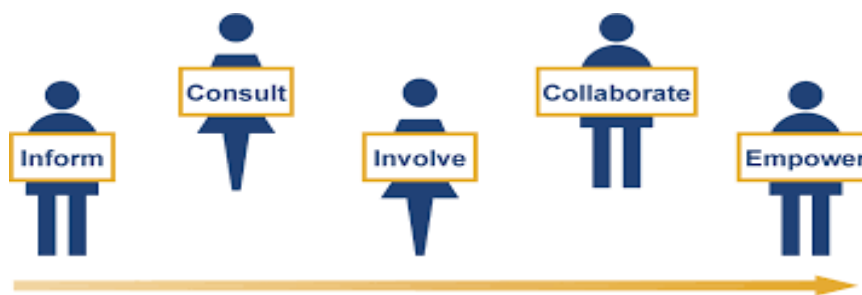 Inform
Consult
Involve
Collaborate
Empower